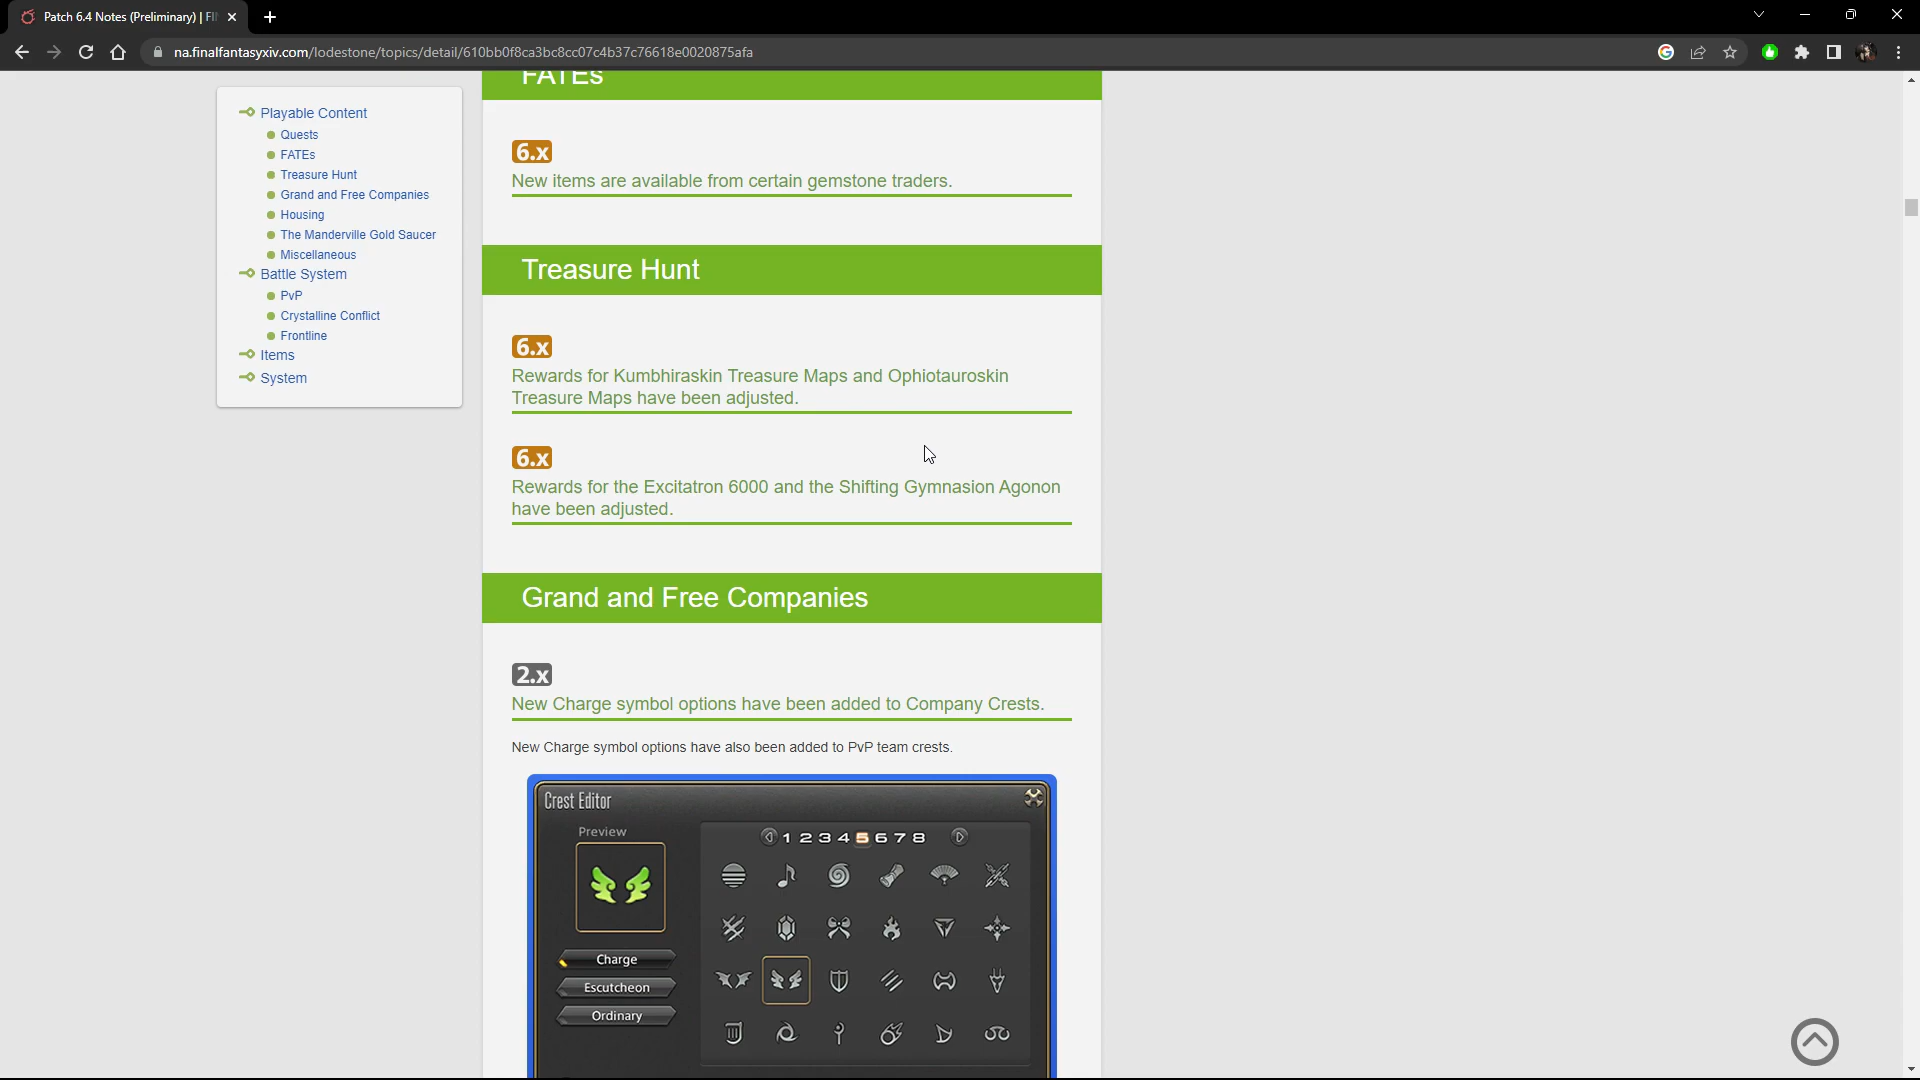 Patch 6.4 Notes (Preliminary) | FI
na.finalfantasyxiv.com/lodestone/topics/detail/610bb0f8ca3bc8cc07c4b37c76618e0020875afa
Playable Content
Quests
FATEs
Treasure Hunt
Grand and Free Companies
Housing
The Manderville Gold Saucer
Miscellaneous
Battle System
PvP
Crystalline Conflict
Frontline
Items
System
FATEs
6.x
New items are available from certain gemstone traders.
Treasure Hunt
6.x
Rewards for Kumbhiraskin Treasure Maps and Ophiotauroskin
Treasure Maps have been adjusted.
6.x
Rewards for the Excitatron 6000 and the Shifting Gymnasion Agonon
have been adjusted.
Grand and Free Companies
2.x
New Charge symbol options have been added to Company Crests.
New Charge symbol options have also been added to PvP team crests.
Crest Editor
Preview
1 2 3 4 5 6 7 8
Charge
Escutcheon
Ordinary